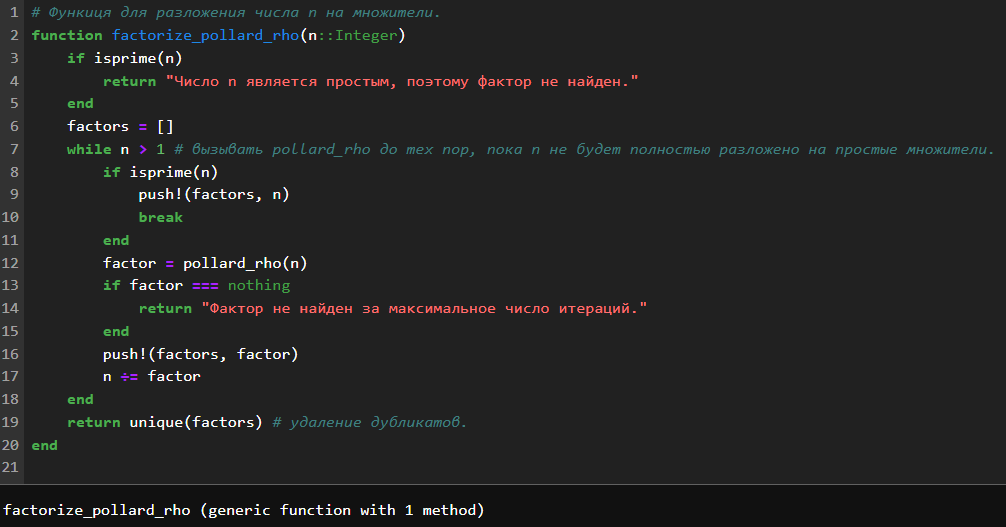 1 # Функиця для разложения числа n на множители.
2 function factorize_pollard_rho(n::Integer)
3     if isprime(n)
4         return "Число n является простым, поэтому фактор не найден."
5     end
6     factors = []
7     while n > 1 # вызывать pollard_rho до тех пор, пока n не будет полностью разложено на простые множители.
8         if isprime(n)
9             push!(factors, n)
10             break
11         end
12         factor = pollard_rho(n)
13         if factor === nothing
14             return "Фактор не найден за максимальное число итераций."
15         end
16         push!(factors, factor)
17         n ÷= factor
18     end
19     return unique(factors) # удаление дубликатов.
20 end
21
factorize_pollard_rho (generic function with 1 method)